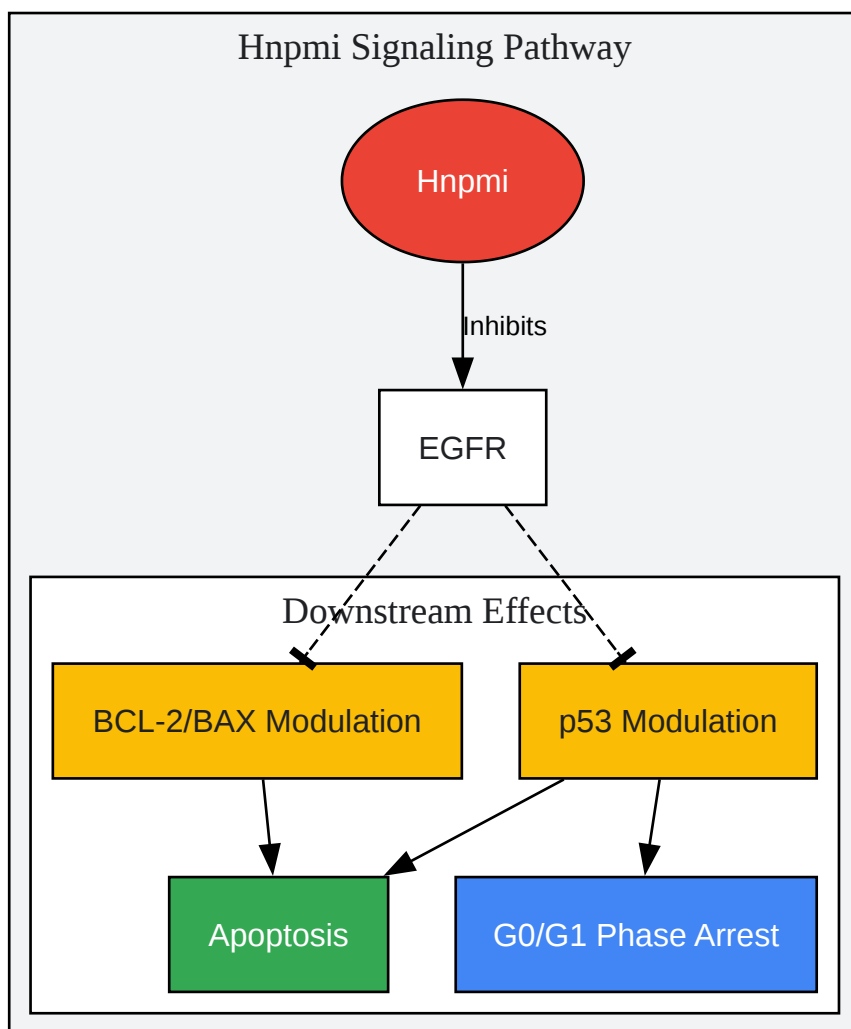 Hnpmi Signaling Pathway
Hnpmi
Inhibits
EGFR
Downstream Effects
BCL-2/BAX Modulation
p53 Modulation
Apoptosis
G0/G1 Phase Arrest